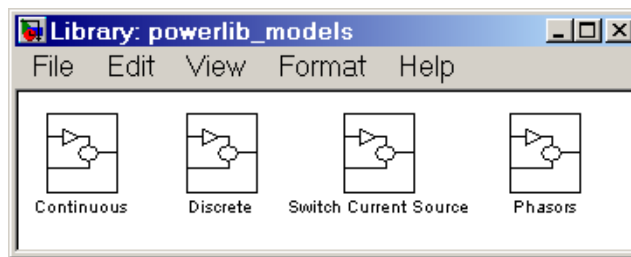 Library: powerlib_models
File Edit View Format Help
Continuous Discrete Switch Current Source Phasors